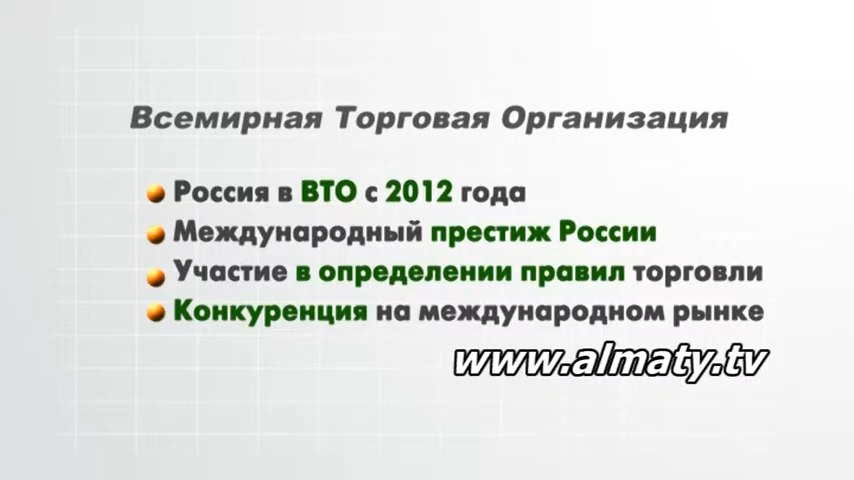 Всемирная Торговая Организация
Россия в ВТО с 2012 года
Международный престиж России
Участие в определении правил торговли
Конкуренция на международном рынке
www.almaty.tv